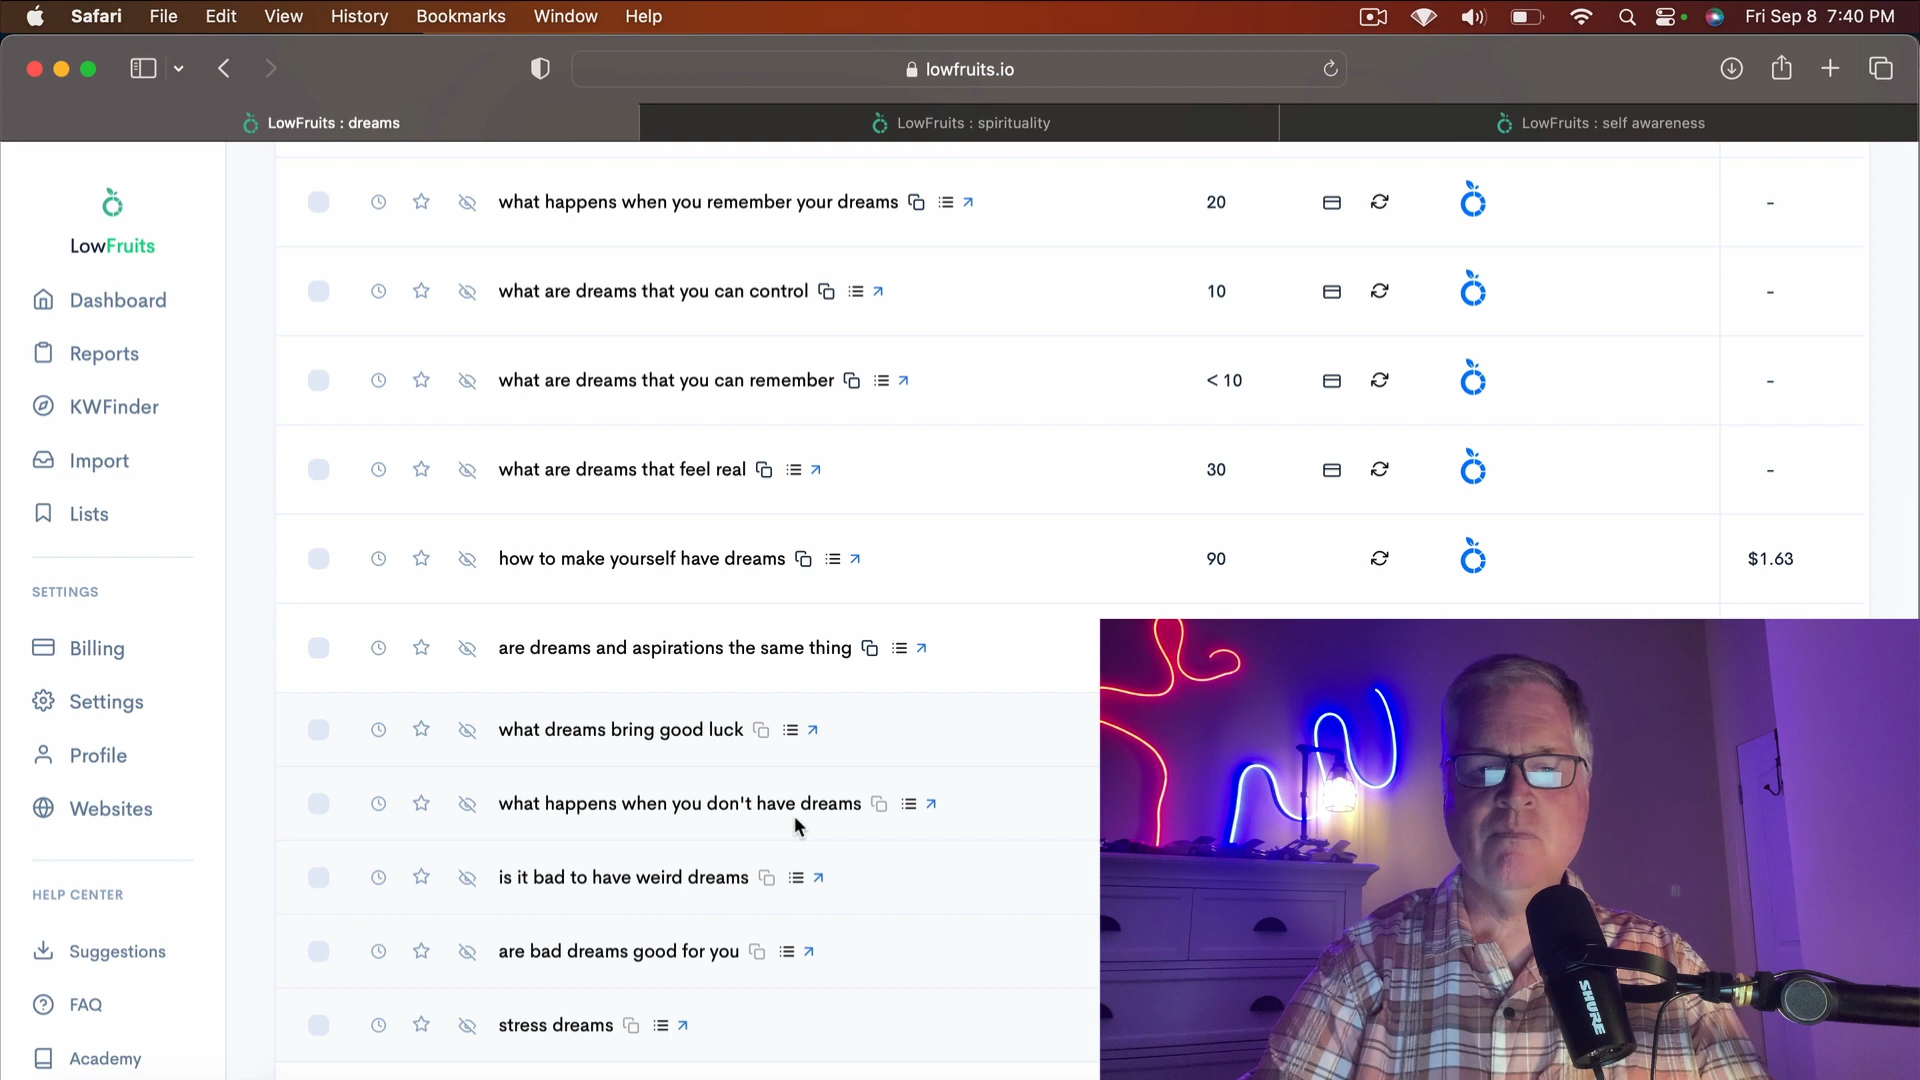 Safari File Edit View History Bookmarks Window Help Fri Sep 8 7:40 PM
lowfruits.io
LowFruits : dreams LowFruits : spirituality LowFruits : self awareness
LowFruits
Dashboard
Reports
KWFinder
Import
Lists
SETTINGS
Billing
Settings
Profile
Websites
HELP CENTER
Suggestions
FAQ
Academy
what happens when you remember your dreams 20 -
what are dreams that you can control 10 -
what are dreams that you can remember < 10 -
what are dreams that feel real 30 -
how to make yourself have dreams 90 $1.63
are dreams and aspirations the same thing
what dreams bring good luck
what happens when you don't have dreams
is it bad to have weird dreams
are bad dreams good for you
stress dreams
SHURE